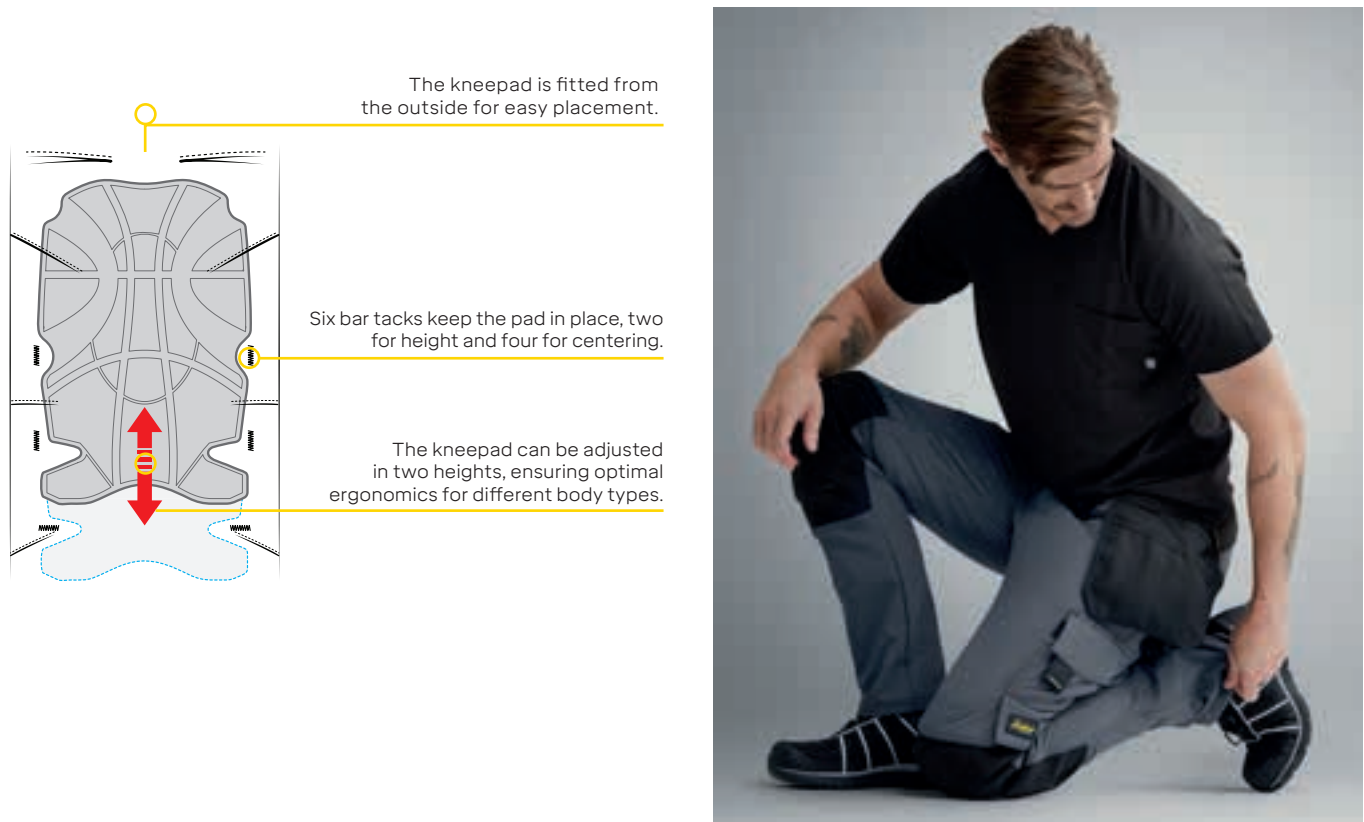 The kneepad is fitted from
the outside for easy placement.
Six bar tacks keep the pad in place, two
for height and four for centering.
The kneepad can be adjusted
in two heights, ensuring optimal
ergonomics for different body types.